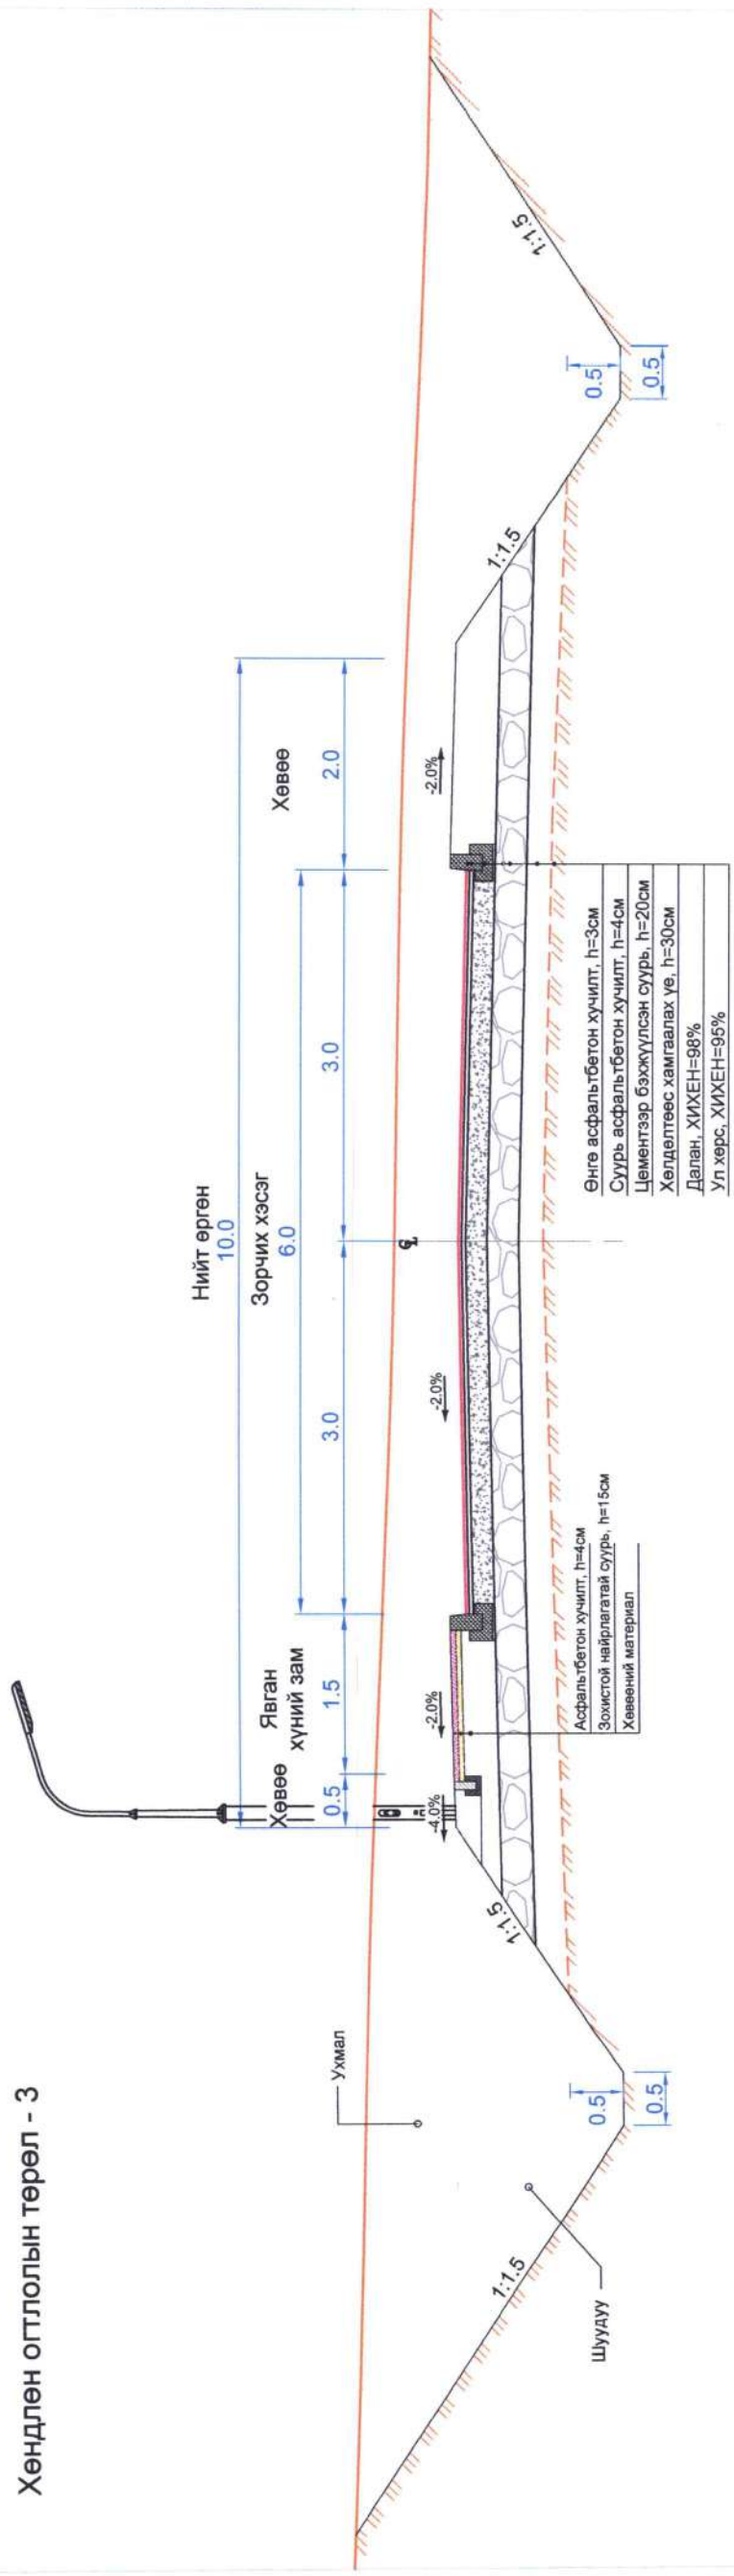 Хөндлөн огтлолын төрөл - 3
Нийт өргөн
10.0
Зорчих хэсэг
6.0
Хөвөө
Явган
хүний зам
Хөвөө
0.5
1.5
3.0
3.0
2.0
Ухмал
Шуудуу
1:1.5
1:1.5
-4.0%
-2.0%
-2.0%
-2.0%
1:1.5
1:1.5
0.5
0.5
0.5
0.5
Асфальтбетон хучилт, h=4см
Зохистой найрлагатай суурь, h=15см
Хөвөөний материал
Өнгө асфальтбетон хучилт, h=3см
Суурь асфальтбетон хучилт, h=4см
Цементээр бэхжүүлсэн суурь, h=20см
Хөлдөлтөөс хамгаалах үе, h=30см
Далан, ХИХЕН=98%
Ул хөрс, ХИХЕН=95%